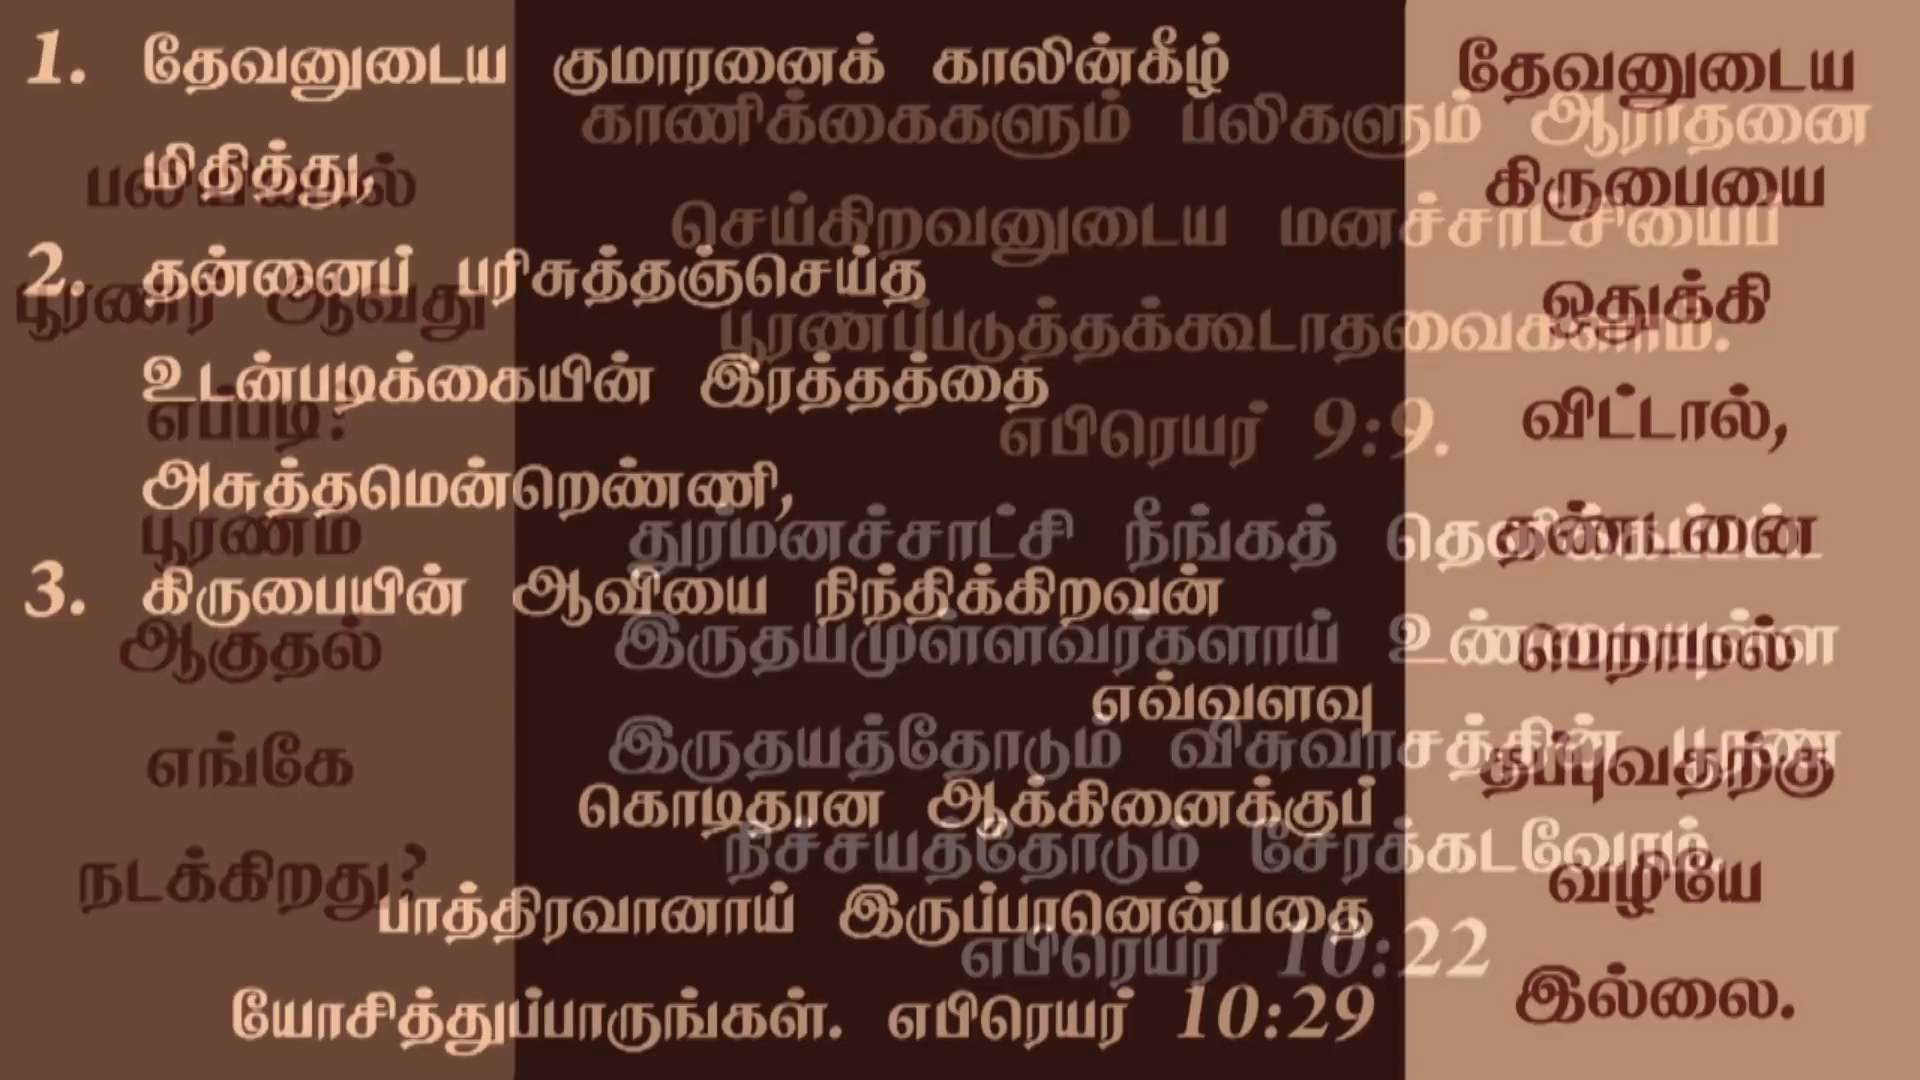 1. தேவனுடைய குமாரனைக் காலின்கீழ்
மிதித்து,
2. தன்னைப் பரிசுத்தஞ்செய்த
உடன்படிக்கையின் இரத்தத்தை
அசுத்தமென்றெண்ணி,
3. கிருபையின் ஆவியை நிந்திக்கிறவன்
எவ்வளவு
கொடிதான ஆக்கினைக்குப்
பாத்திரவானாய் இருப்பானென்பதை
யோசித்துப்பாருங்கள். எபிரெயர் 10:29
தேவனுடைய
கிருபையை
ஒதுக்கி
விட்டால்,
தண்டனை
பெறாமல்
தப்புவதற்கு
வழியே
இல்லை.
காணிக்கைகளும் பலிகளும் ஆராதனை
செய்கிறவனுடைய மனச்சாட்சியைப்
பூரணப்படுத்தக்கூடாதவைகளாம்.
எபிரெயர் 9:9.
துர்மனச்சாட்சி நீங்கத்
இருதயமுள்ளவர்களாய் உண்மையுள்ள
இருதயத்தோடும் விசுவாசத்தின் பூரண
நிச்சயத்தோடும் சேரக்கடவோம்.
எபிரெயர் 10:22
பலியினால்
பூரணர் ஆவது
எப்படி?
பூரணம்
ஆகுதல்
எங்கே
நடக்கிறது?